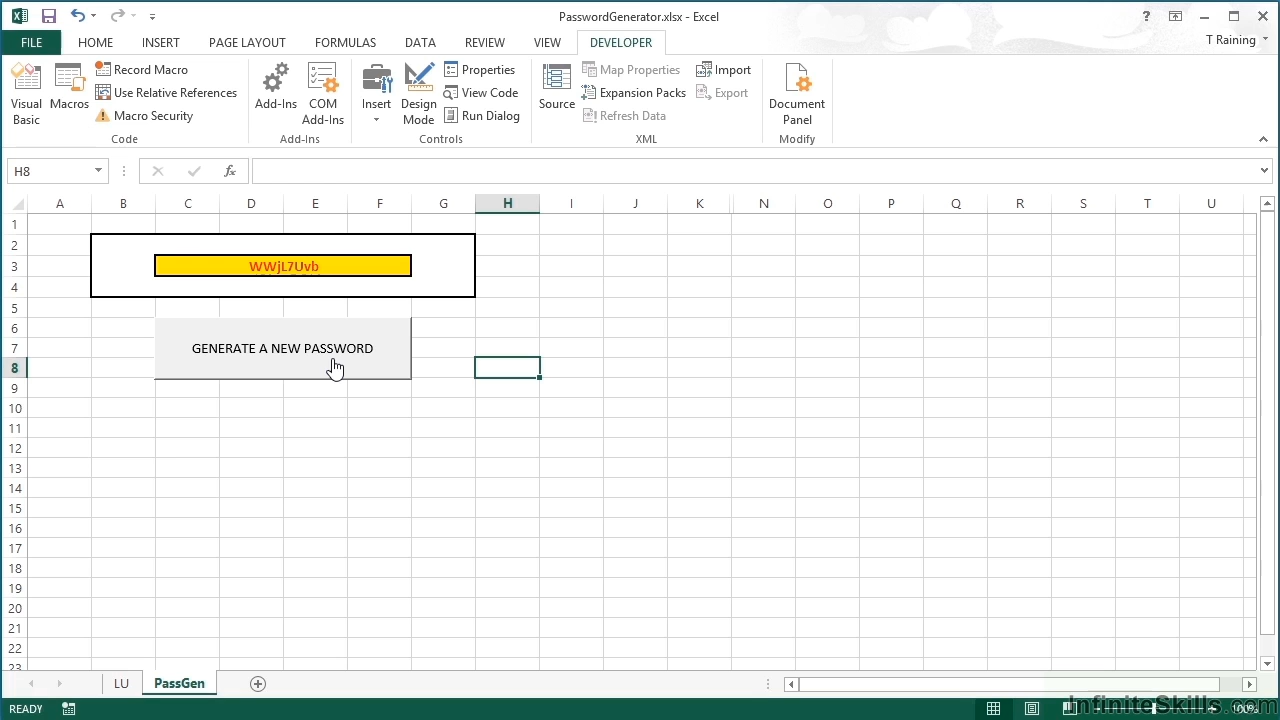 PasswordGenerator.xlsx - Excel
?
FILE HOME INSERT PAGE LAYOUT FORMULAS DATA REVIEW VIEW DEVELOPER T Raining
Visual Basic
Macros
Record Macro
Use Relative References
Macro Security
Code
Add-Ins
COM Add-Ins
Add-Ins
Insert
Design Mode
Properties
View Code
Run Dialog
Controls
Source
Map Properties
Expansion Packs
Refresh Data
Import
Export
XML
Document Panel
Modify
H8
fx
A B C D E F G H I J K N O P Q R S T U
1
2
3 WWjL7Uvb
4
5
6
7 GENERATE A NEW PASSWORD
8
9
10
11
12
13
14
15
16
17
18
19
20
21
22
23
LU PassGen
READY 100%
InfiniteSkills.com